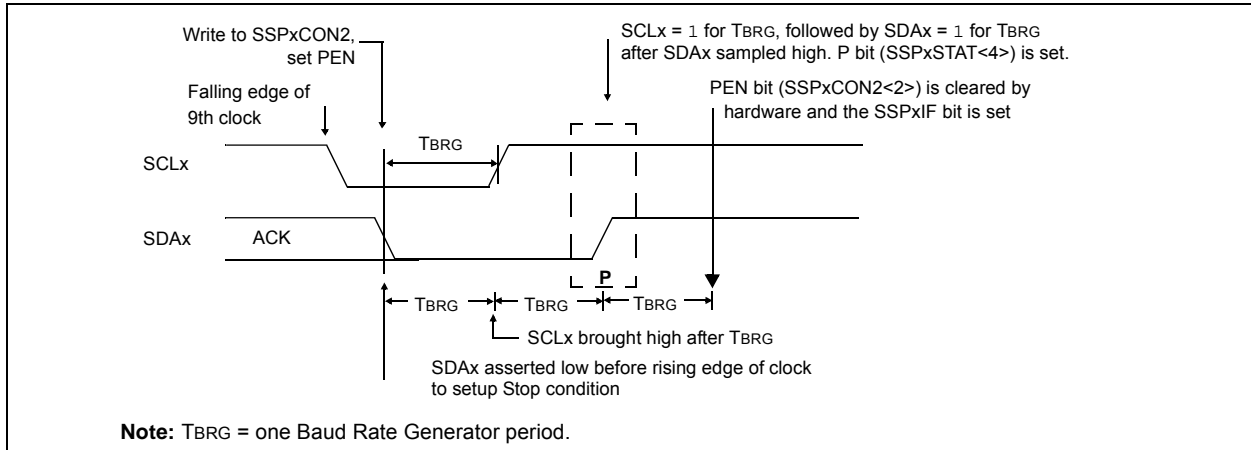 Write to SSPxCON2,
set PEN
SCLx = 1 for TBRG, followed by SDAx = 1 for TBRG
after SDAx sampled high. P bit (SSPxSTAT<4>) is set.
PEN bit (SSPxCON2<2>) is cleared by
hardware and the SSPxIF bit is set
Falling edge of
9th clock
TBRG
SCLx
SDAx
ACK
P
TBRG
TBRG
TBRG
SCLx brought high after TBRG
SDAx asserted low before rising edge of clock
to setup Stop condition
Note: TBRG = one Baud Rate Generator period.